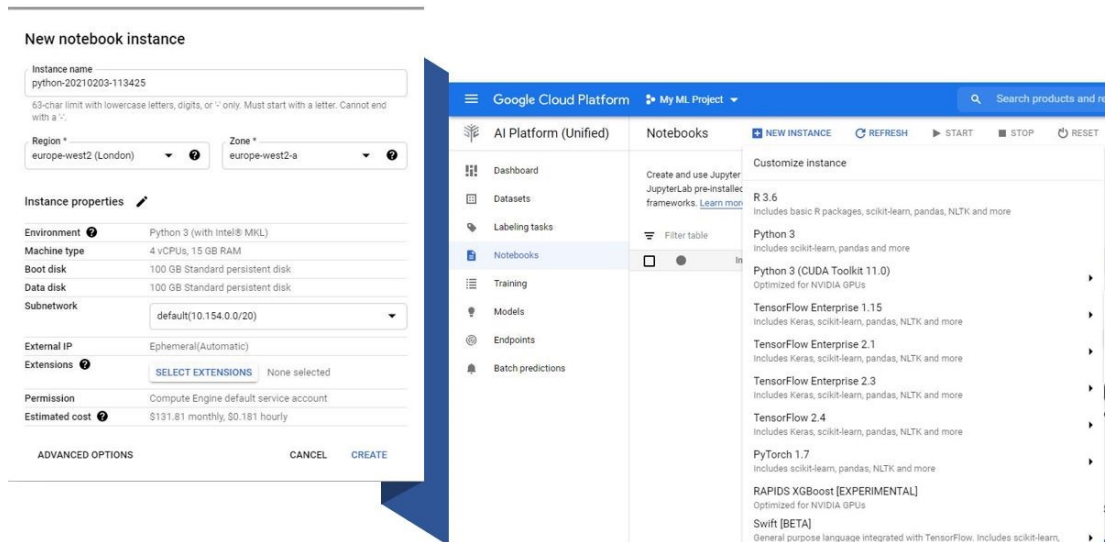 New notebook instance
Instance name
python-20210203-113425
63-char limit with lowercase letters, digits, or '-' only. Must start with a letter. Cannot end
with a '-'.
Region *
europe-west2 (London)
Zone *
europe-west2-a
Instance properties
Environment Python 3 (with Intel® MKL)
Machine type 4 vCPUs, 15 GB RAM
Boot disk 100 GB Standard persistent disk
Data disk 100 GB Standard persistent disk
Subnetwork
default(10.154.0.0/20)
External IP Ephemeral(Automatic)
Extensions
SELECT EXTENSIONS None selected
Permission Compute Engine default service account
Estimated cost $131.81 monthly, $0.181 hourly
ADVANCED OPTIONS CANCEL CREATE
Google Cloud Platform My ML Project Search products and re
AI Platform (Unified)
Dashboard
Datasets
Labeling tasks
Notebooks
Training
Models
Endpoints
Batch predictions
Notebooks NEW INSTANCE REFRESH START STOP RESET
Create and use Jupyter
JupyterLab pre-installed
frameworks. Learn more
Filter table
In
Customize instance
R 3.6
Includes basic R packages, scikit-learn, pandas, NLTK and more
Python 3
Includes scikit-learn, pandas and more
Python 3 (CUDA Toolkit 11.0)
Optimized for NVIDIA GPUs
TensorFlow Enterprise 1.15
Includes Keras, scikit-learn, pandas, NLTK and more
TensorFlow Enterprise 2.1
Includes Keras, scikit-learn, pandas, NLTK and more
TensorFlow Enterprise 2.3
Includes Keras, scikit-learn, pandas, NLTK and more
TensorFlow 2.4
Includes Keras, scikit-learn, pandas, NLTK and more
PyTorch 1.7
Includes scikit-learn, pandas, NLTK and more
RAPIDS XGBoost [EXPERIMENTAL]
Optimized for NVIDIA GPUs
Swift [BETA]
General purpose language integrated with TensorFlow. Includes scikit-learn,